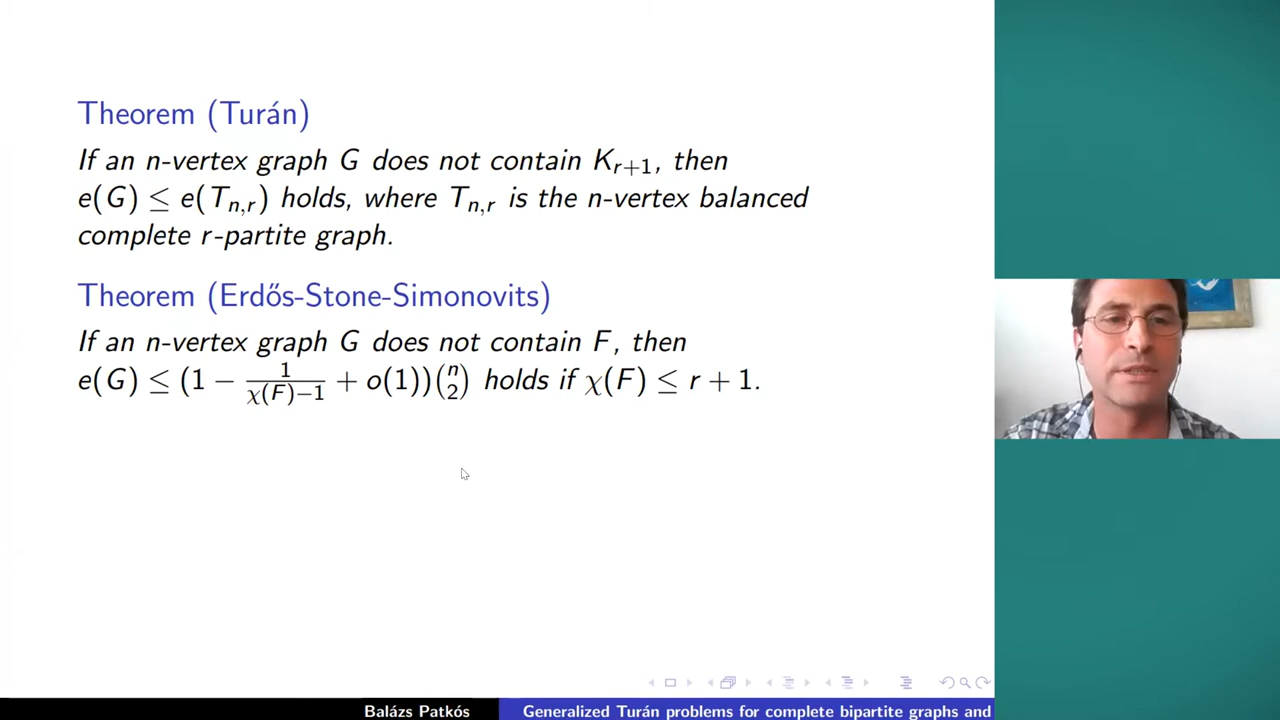 Theorem (Turán)
If an n-vertex graph G does not contain K_{r+1}, then
e(G) ≤ e(T_{n,r}) holds, where T_{n,r} is the n-vertex balanced
complete r-partite graph.
Theorem (Erdős-Stone-Simonovits)
If an n-vertex graph G does not contain F, then
e(G) ≤ (1 − \frac{1}{χ(F)−1} + o(1))\binom{n}{2} holds if χ(F) ≤ r + 1.
Balázs Patkós Generalized Turán problems for complete bipartite graphs and